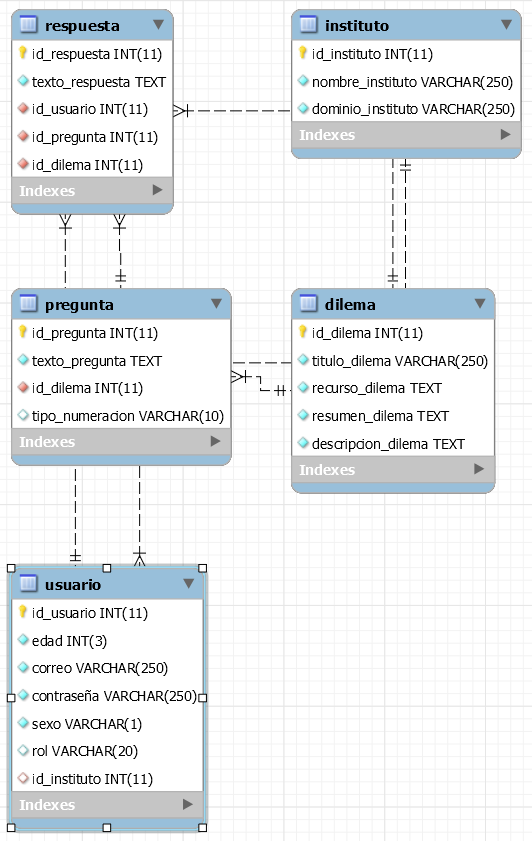 respuesta
id_respuesta INT(11)
texto_respuesta TEXT
id_usuario INT(11)
id_pregunta INT(11)
id_dilema INT(11)
Indexes
instituto
id_instituto INT(11)
nombre_instituto VARCHAR(250)
dominio_instituto VARCHAR(250)
Indexes
pregunta
id_pregunta INT(11)
texto_pregunta TEXT
id_dilema INT(11)
tipo_numeracion VARCHAR(10)
Indexes
dilema
id_dilema INT(11)
titulo_dilema VARCHAR(250)
recurso_dilema TEXT
resumen_dilema TEXT
descripcion_dilema TEXT
Indexes
usuario
id_usuario INT(11)
edad INT(3)
correo VARCHAR(250)
contraseña VARCHAR(250)
sexo VARCHAR(1)
rol VARCHAR(20)
id_instituto INT(11)
Indexes